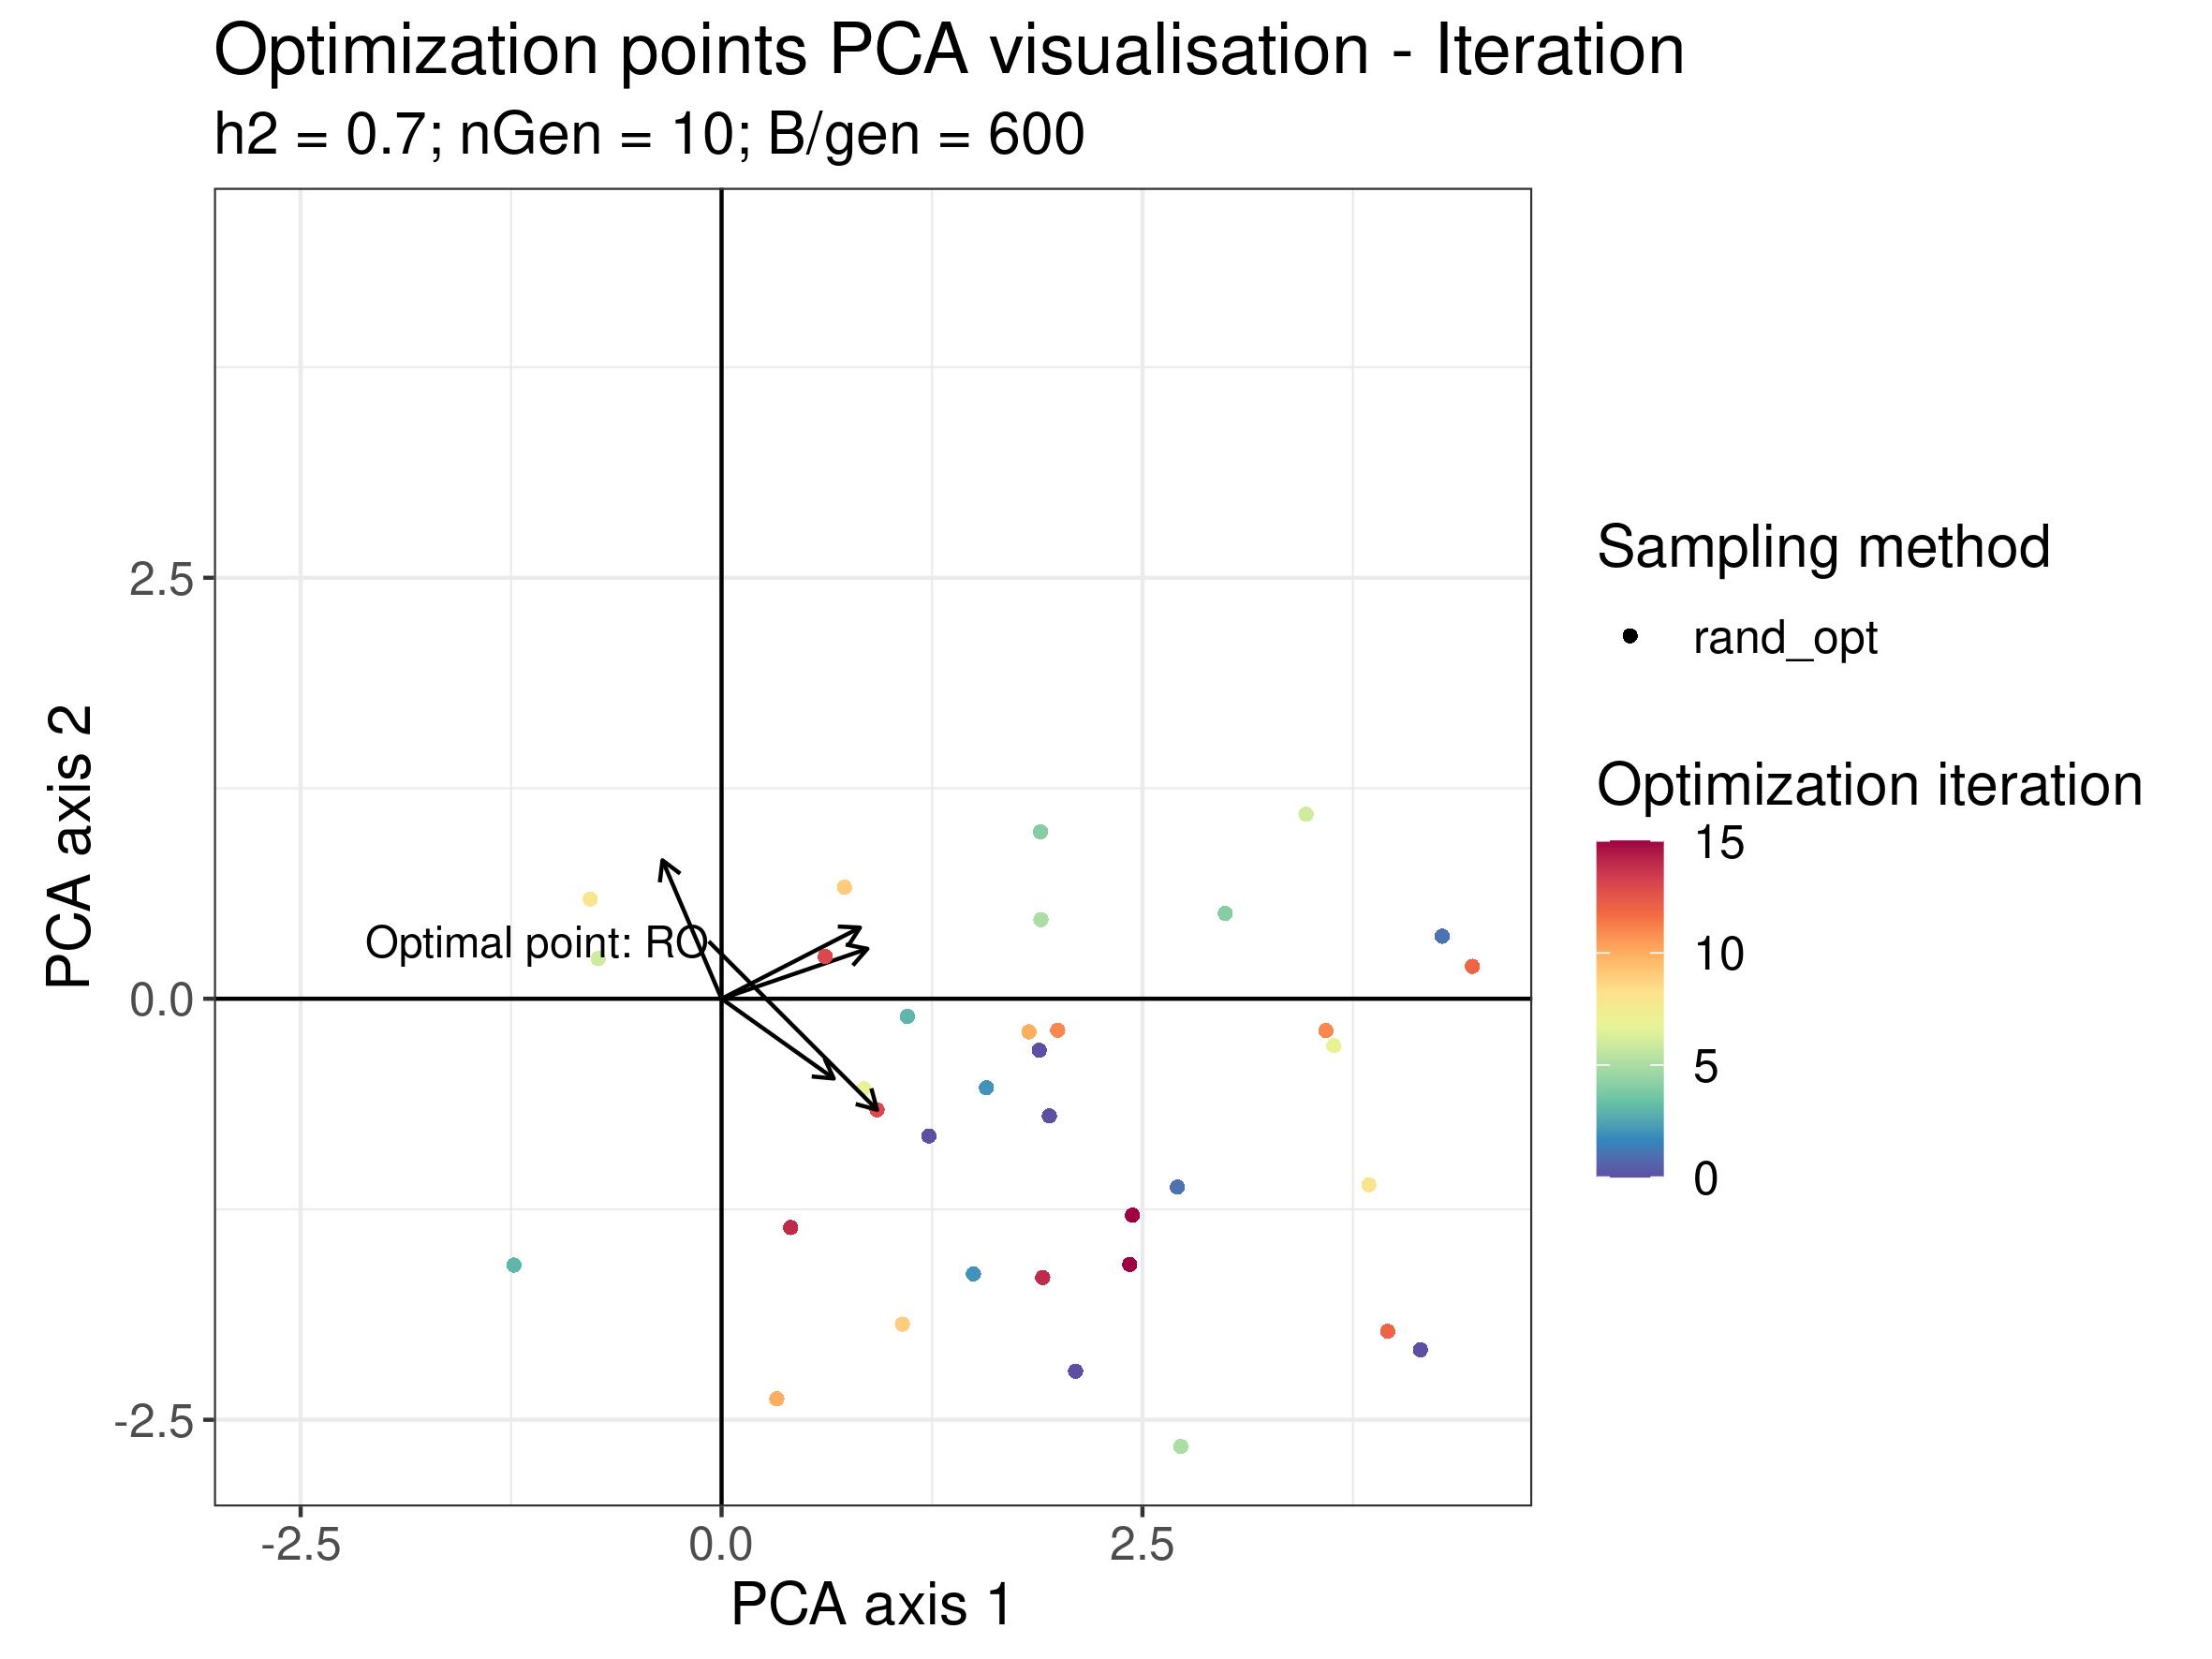 Optimization points PCA visualisation - Iteration
h2 = 0.7; nGen = 10; B/gen = 600
PCA axis 2
2.5
0.0
-2.5
Optimal point: RO
-2.5
0.0
2.5
PCA axis 1
Sampling method
rand_opt
Optimization iteration
15
10
5
0